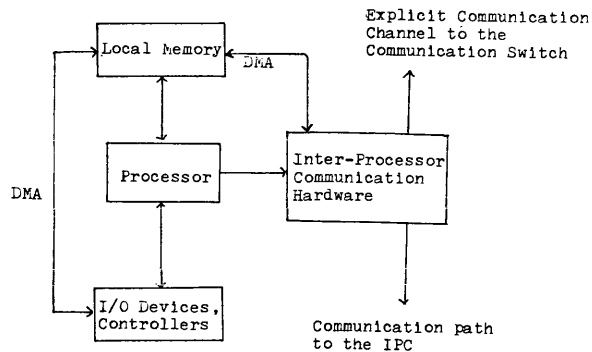 Explicit Communication
Channel to the
Communication Switch
Local Memory
DMA
Processor
Inter-Processor
Communication
Hardware
DMA
I/O Devices,
Controllers
Communication path
to the IPC